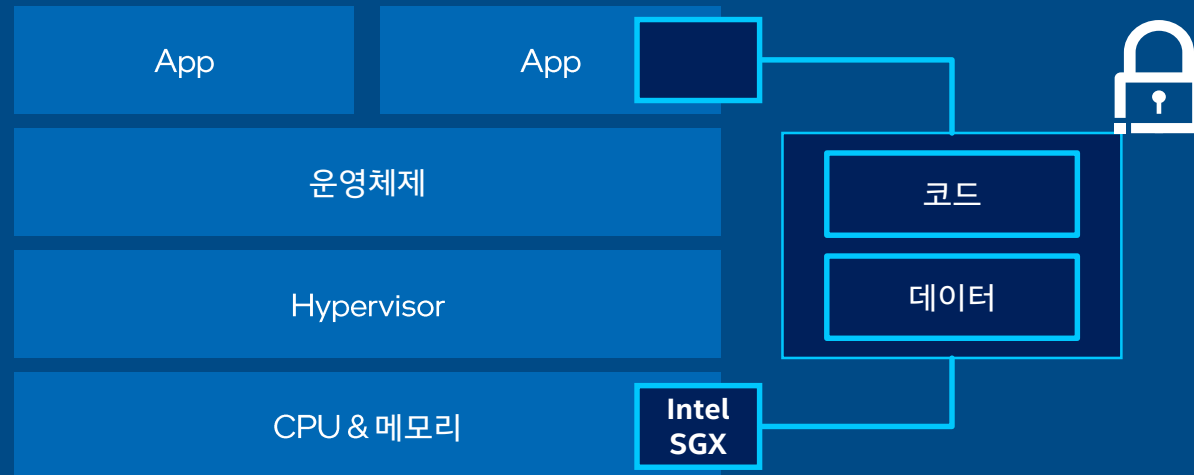 App
App
운영체제
코드
데이터
Hypervisor
CPU & 메모리
Intel
SGX